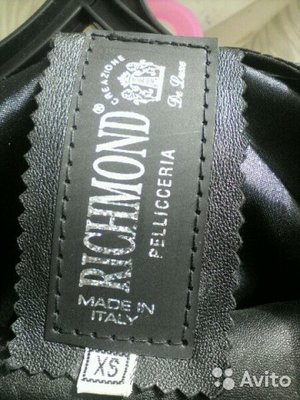 CREAZIONE
De Luxe
RICHMOND®
PELLICCERIA
MADE IN
ITALY
XS
Avito